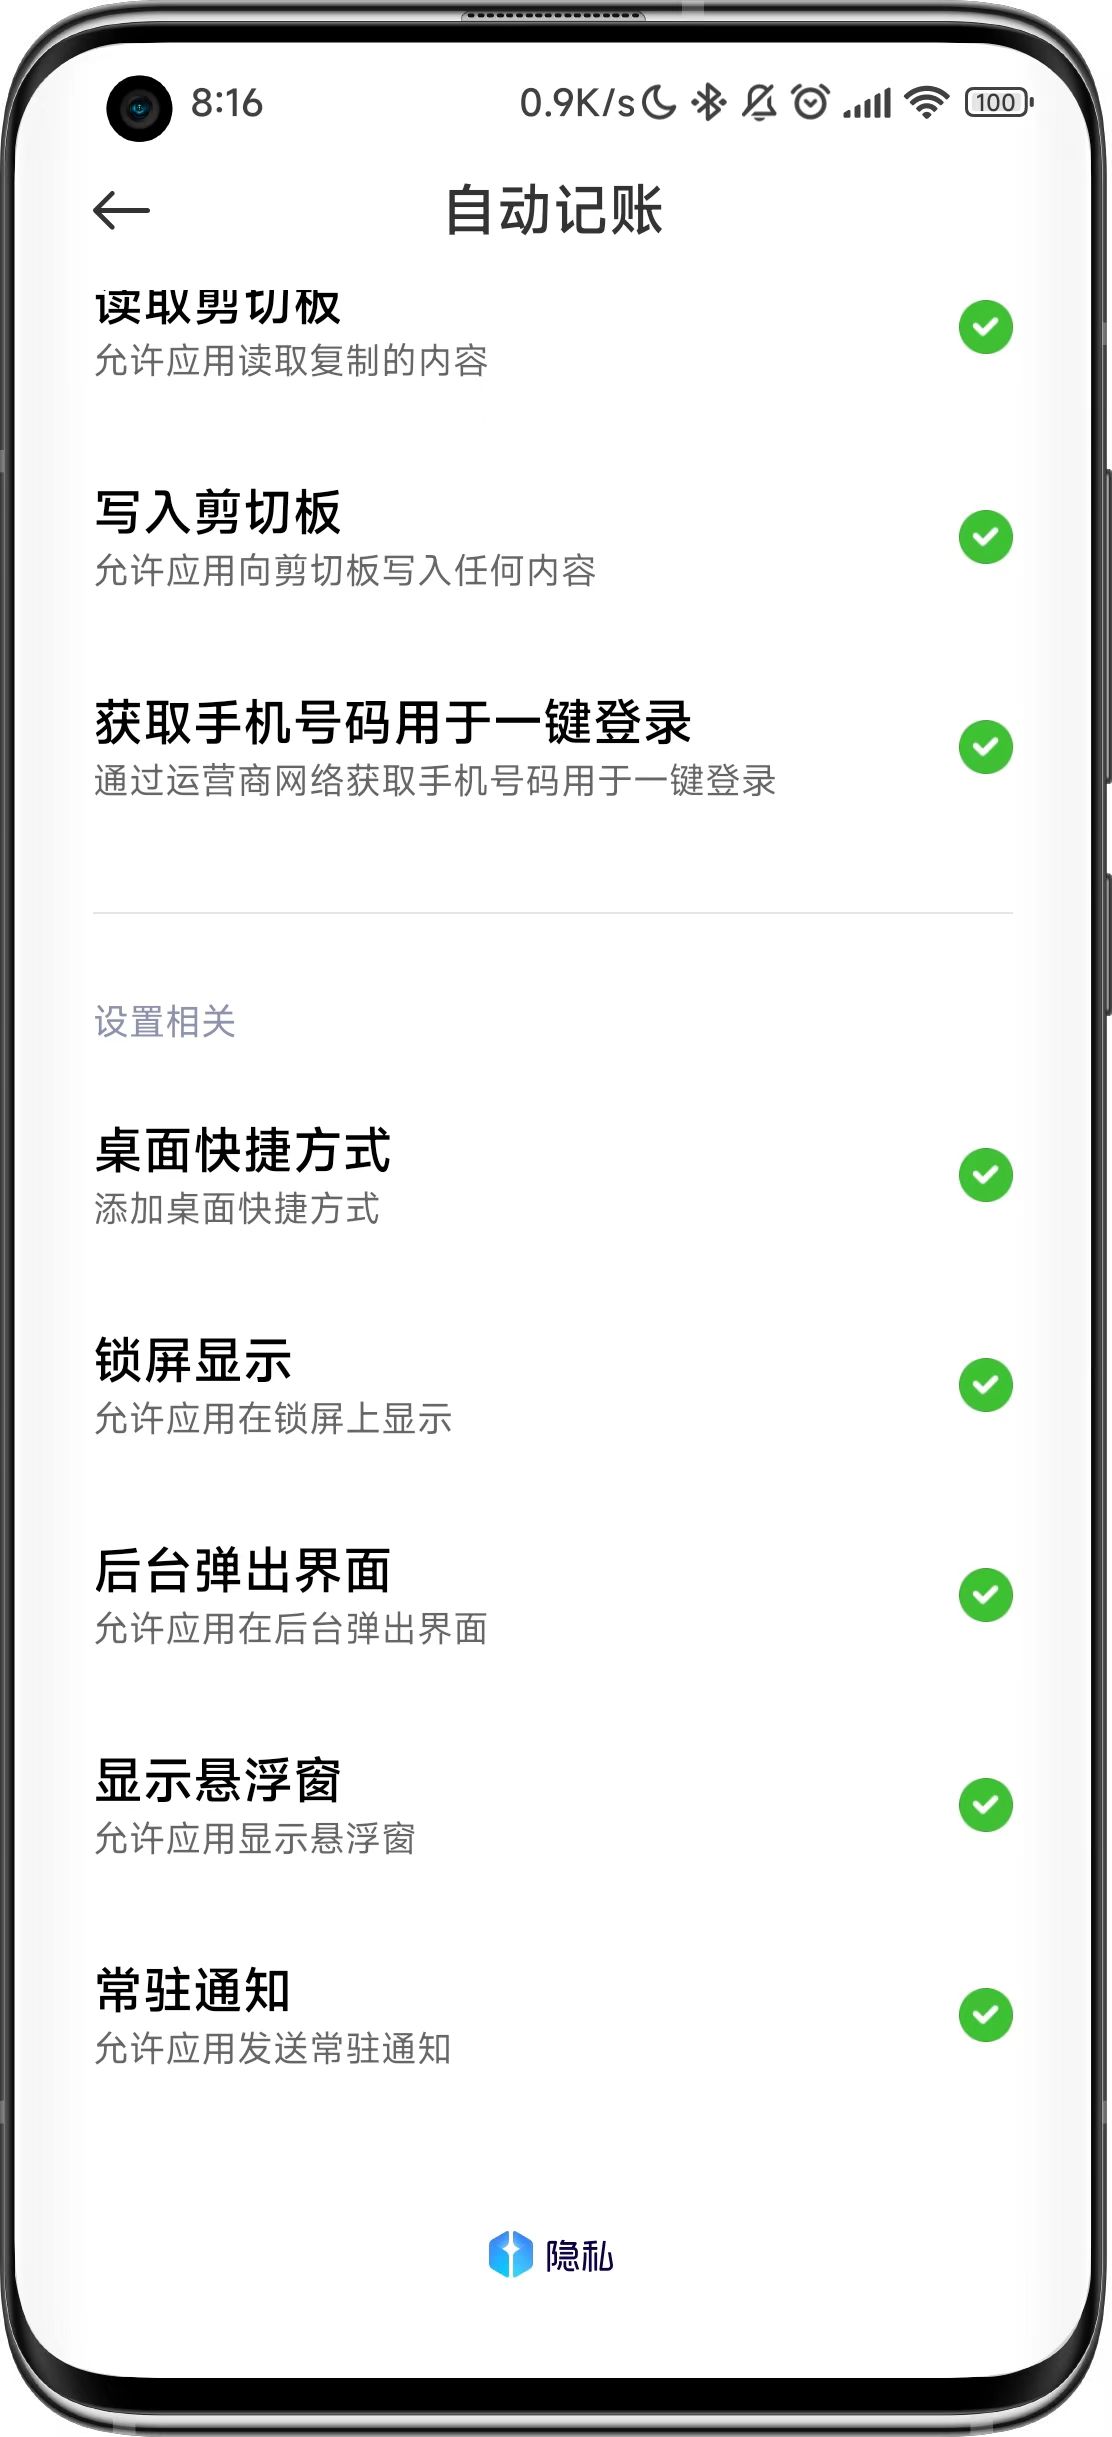 8:16
0.9K/s
100
自动记账
读取剪切板
允许应用读取复制的内容
写入剪切板
允许应用向剪切板写入任何内容
获取手机号码用于一键登录
通过运营商网络获取手机号码用于一键登录
设置相关
桌面快捷方式
添加桌面快捷方式
锁屏显示
允许应用在锁屏上显示
后台弹出界面
允许应用在后台弹出界面
显示悬浮窗
允许应用显示悬浮窗
常驻通知
允许应用发送常驻通知
隐私